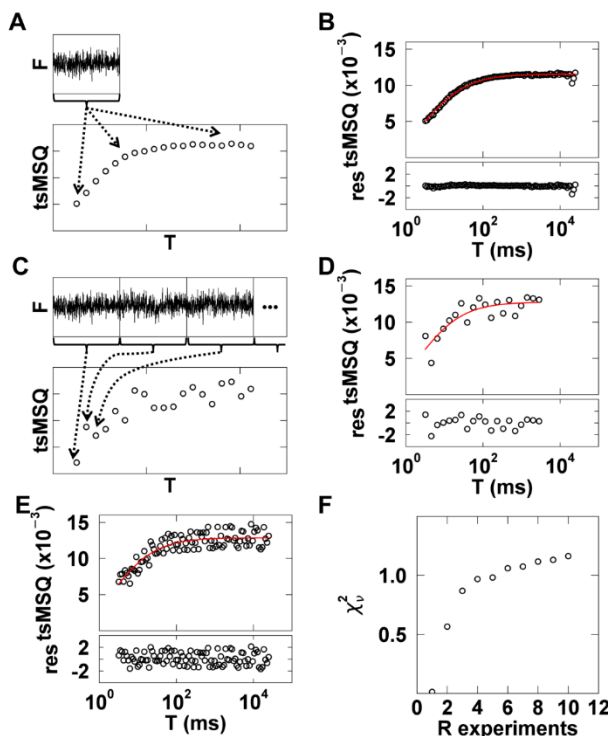 A
F
tsMSQ
T
B
res tsMSQ (x10⁻³)
15
10
5
2
-2
10⁰ 10² 10⁴
T (ms)
C
F
•••
tsMSQ
T
D
res tsMSQ (x10⁻³)
15
10
5
2
-2
10⁰ 10² 10⁴
T (ms)
E
res tsMSQ (x10⁻³)
15
10
5
2
-2
10⁰ 10² 10⁴
T (ms)
F
χ²ᵥ
1.0
0.5
0 2 4 6 8 10 12
R experiments